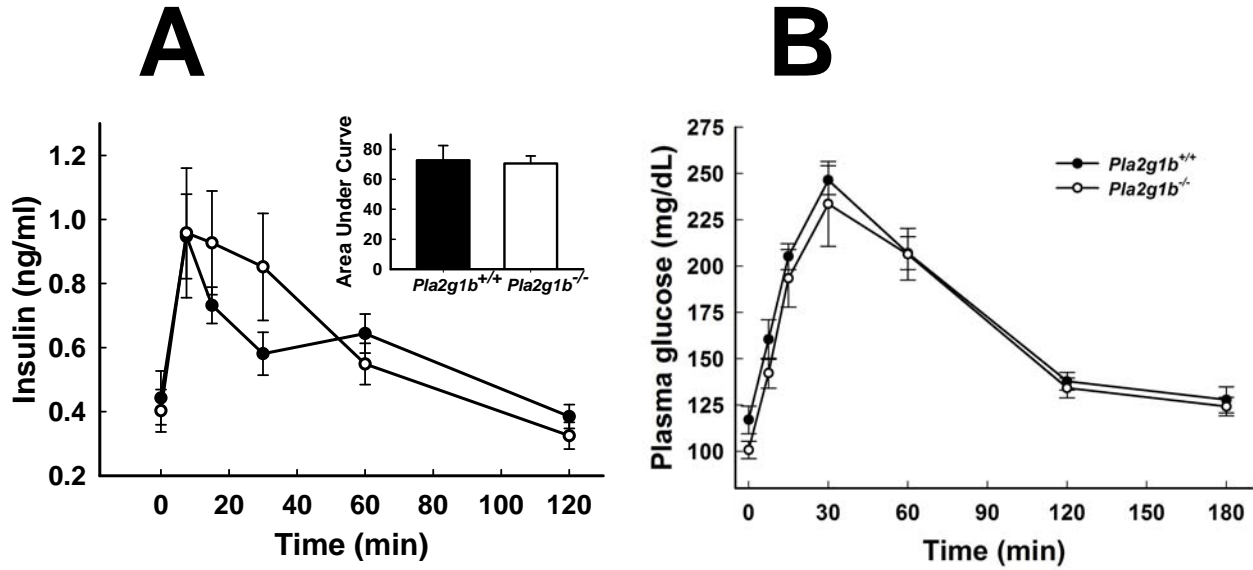 A
B
Insulin (ng/ml)
1.2
1.0
0.8
0.6
0.4
0.2
0 20 40 60 80 100 120
Time (min)
Area Under Curve
80
60
40
20
0
Pla2g1b+/+ Pla2g1b-/-
Plasma glucose (mg/dL)
275
250
225
200
175
150
125
100
0 30 60 90 120 150 180
Time (min)
Pla2g1b+/+
Pla2g1b-/-